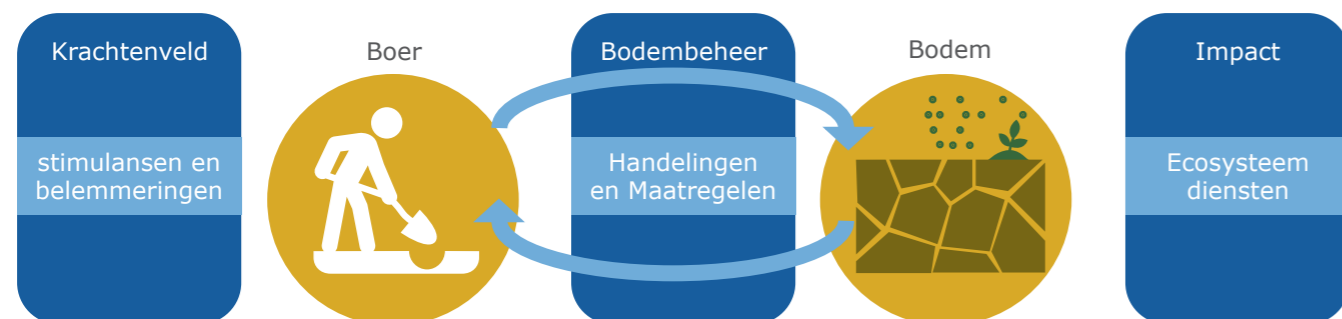 Krachtenveld
stimulansen en
belemmeringen
Boer
Bodembeheer
Handelingen
en Maatregelen
Bodem
Impact
Ecosysteem
diensten